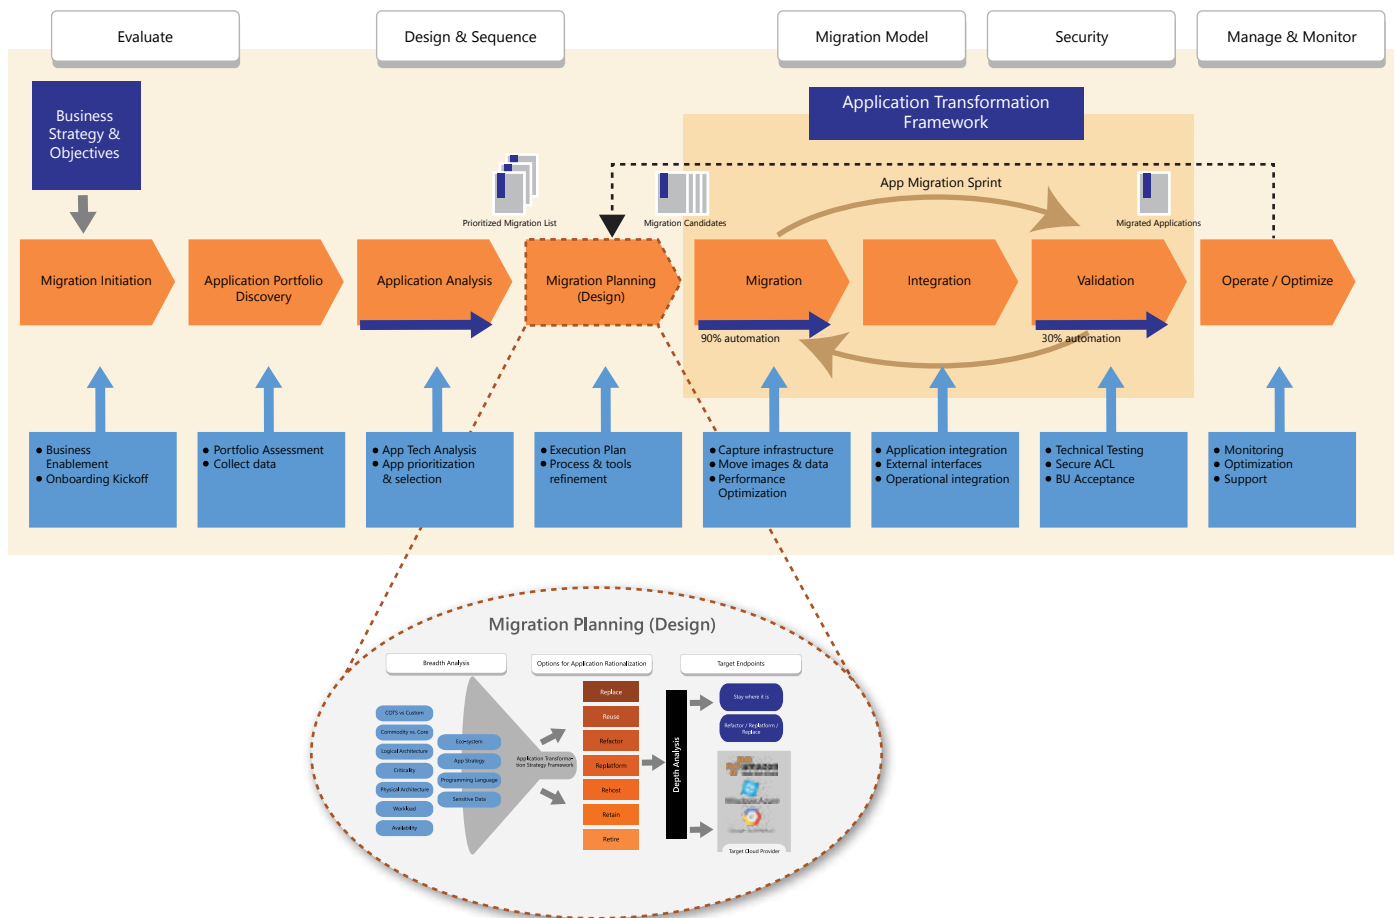 Evaluate
Design & Sequence
Migration Model
Security
Manage & Monitor
Business
Strategy &
Objectives
Application Transformation
Framework
App Migration Sprint
Prioritized Migration List
Migration Candidates
Migrated Applications
Migration Initiation
Application Portfolio
Discovery
Application Analysis
Migration Planning
(Design)
Migration
Integration
Validation
Operate / Optimize
90% automation
30% automation
● Business
Enablement
● Onboarding Kickoff
● Portfolio Assessment
● Collect data
● App Tech Analysis
● App prioritization
& selection
● Execution Plan
● Process & tools
refinement
● Capture infrastructure
● Move images & data
● Performance
Optimization
● Application integration
● External interfaces
● Operational integration
● Technical Testing
● Secure ACL
● BU Acceptance
● Monitoring
● Optimization
● Support
Migration Planning (Design)
Breadth Analysis
Options for Application Rationalization
Target Endpoints
COTS vs Custom
Commodity vs. Core
Logical Architecture
Criticality
Physical Architecture
Workload
Availability
Eco-system
App Strategy
Programming Language
Sensitive Data
Application Transforma-
tion Strategy Framework
Replace
Reuse
Refactor
Replatform
Rehost
Retain
Retire
Depth Analysis
Stay where it is
Refactor / Replatform /
Replace
Windows Azure
Target Cloud Provider